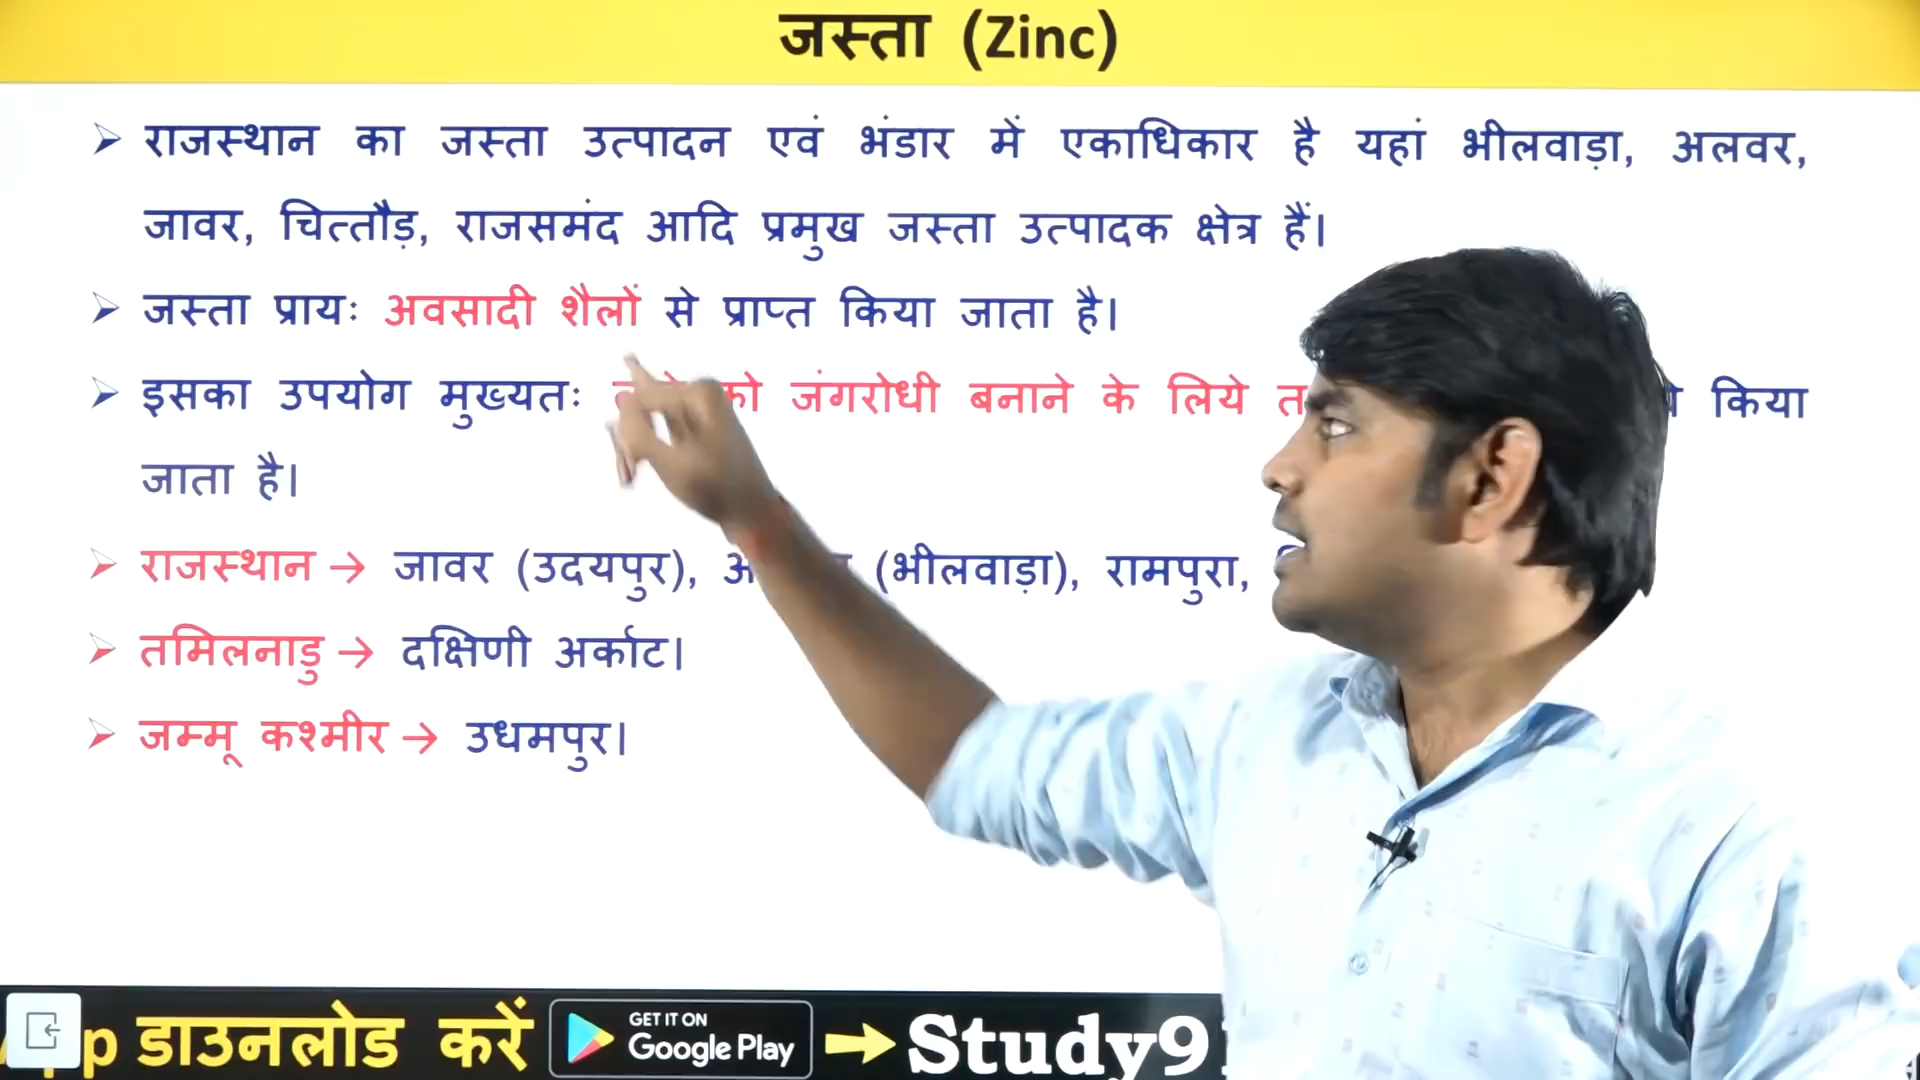 जस्ता (Zinc)
राजस्थान का जस्ता उत्पादन एवं भंडार में एकाधिकार है यहां भीलवाड़ा, अलवर,
जावर, चित्तौड़, राजसमंद आदि प्रमुख जस्ता उत्पादक क्षेत्र हैं।
जस्ता प्रायः अवसादी शैलों से प्राप्त किया जाता है।
इसका उपयोग मुख्यतः को जंगरोधी बनाने के लिये किया
जाता है।
राजस्थान → जावर (उदयपुर), (भीलवाड़ा), रामपुरा,
तमिलनाडु → दक्षिणी अर्काट।
जम्मू कश्मीर → उधमपुर।
डाउनलोड करें GET IT ON Google Play → Study9